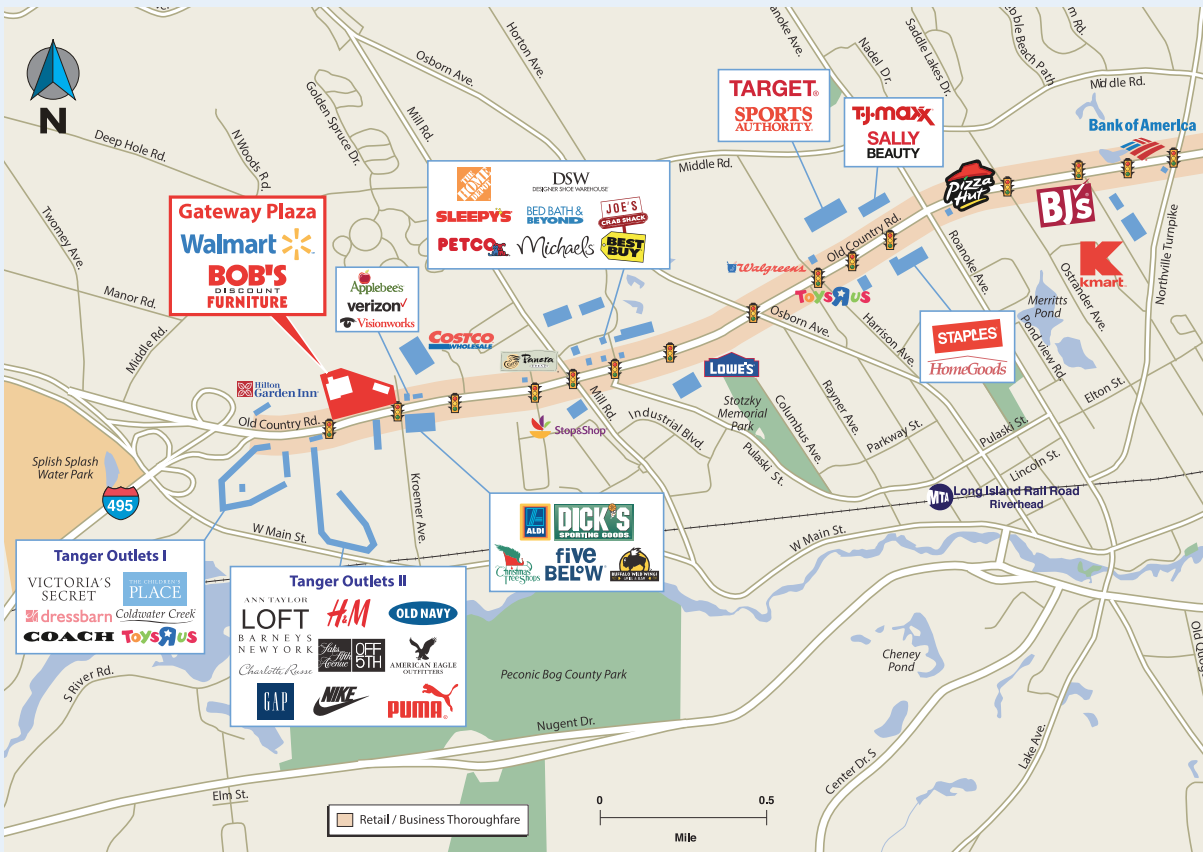 N
Deep Hole Rd.
N Woods Rd.
Golden Spruce Dr.
Mill Rd.
Osborn Ave.
Horton Ave.
Nadel Dr.
Saddle Lakes Dr.
Middle Rd.
Middle Rd.
TARGET
SPORTS
AUTHORITY
T•J•maxx
SALLY
BEAUTY
Bank of America
Pizza
Hut
BJ's
K
kmart
Northville Turnpike
Ostrander Ave.
Roanoke Ave.
Merritts
Pond
Pond view Rd.
Elton St.
Twomey Ave.
Manor Rd.
Middle Rd.
Gateway Plaza
Walmart
BOB'S
DISCOUNT
FURNITURE
THE
HOME
DEPOT
DSW
DESIGNER SHOE WAREHOUSE
SLEEPY'S
BED BATH &
BEYOND
JOE'S
CRAB SHACK
PETCO
Michaels
BEST
BUY
Applebee's
verizon
Visionworks
COSTCO
WHOLESALE
Panera
BREAD
Walgreens
TOYS R US
Old Country Rd.
Osborn Ave.
Harrison Ave.
STAPLES
HomeGoods
LOWE'S
Stotzky
Memorial
Park
Columbus Ave.
Rayner Ave.
Parkway St.
Pulaski St.
Lincoln St.
Hilton
Garden Inn
Old Country Rd.
Stop&Shop
Mill Rd.
Industrial Blvd.
Pulaski St.
Splish Splash
Water Park
495
W Main St.
Kroemer Ave.
MTA
Long Island Rail Road
Riverhead
W Main St.
ALDI
DICK'S
SPORTING GOODS
Christmas
Tree Shops
five
BELOW
BUFFALO WILD WINGS
GRILL & BAR
Tanger Outlets I
VICTORIA'S
SECRET
THE CHILDREN'S
PLACE
dressbarn
Coldwater Creek
COACH
TOYS R US
Tanger Outlets II
ANN TAYLOR
LOFT
H&M
OLD NAVY
BARNEYS
NEWYORK
Saks
Fifth
Avenue
OFF
5TH
AMERICAN EAGLE
OUTFITTERS
Charlotte Russe
GAP
NIKE
PUMA
S River Rd.
Peconic Bog County Park
Cheney
Pond
Nugent Dr.
Center Dr. S
Lake Ave.
Elm St.
Retail / Business Thoroughfare
0
0.5
Mile